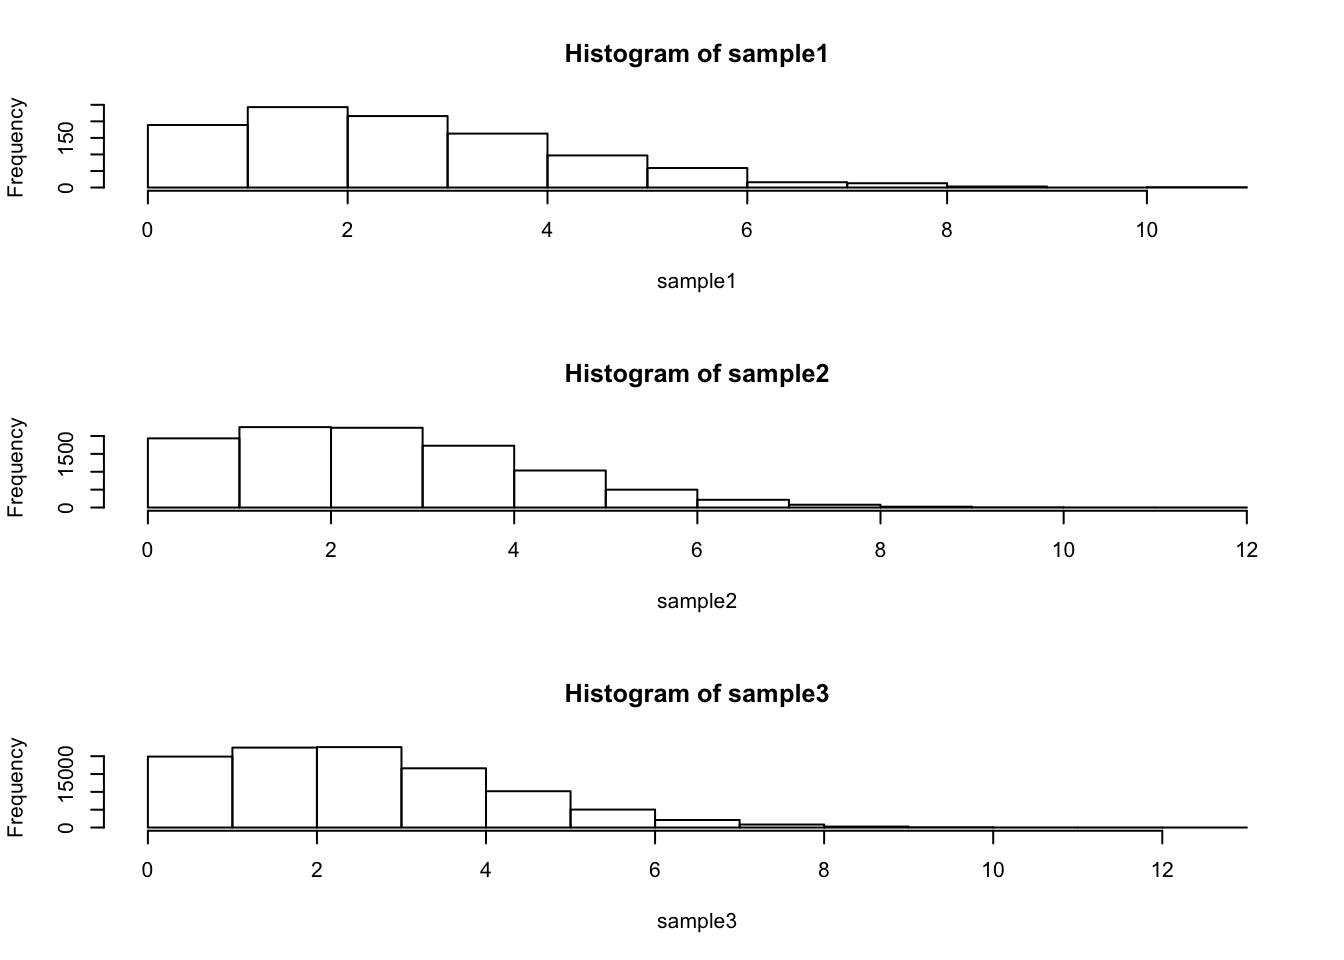 Histogram of sample1
Frequency
150
0
0 2 4 6 8 10
sample1
Histogram of sample2
Frequency
1500
0
0 2 4 6 8 10 12
sample2
Histogram of sample3
Frequency
15000
0
0 2 4 6 8 10 12
sample3